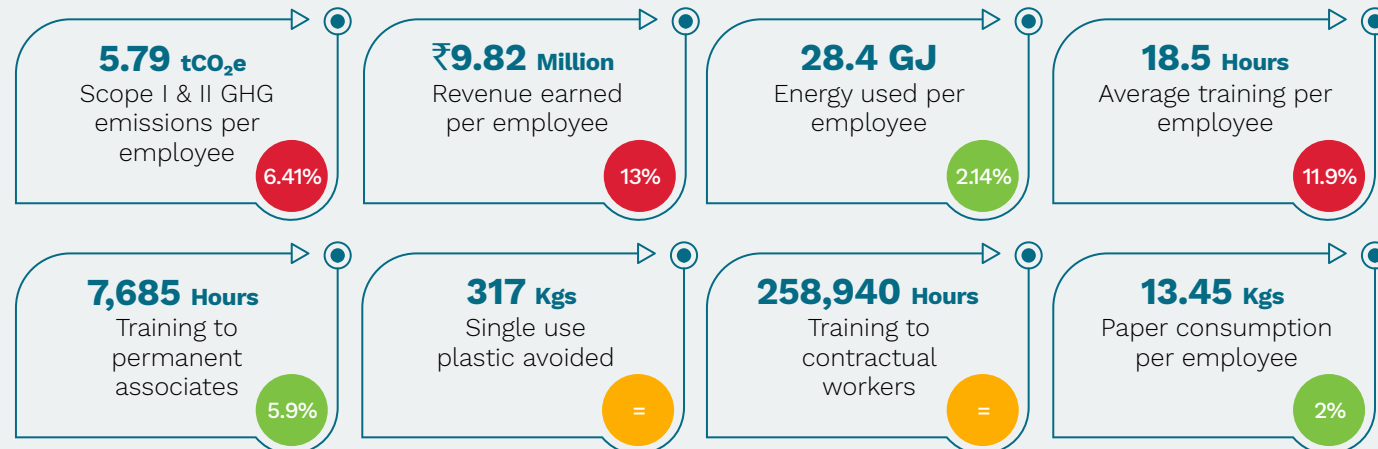 5.79 tCO₂e
Scope I & II GHG
emissions per
employee
6.41%
₹9.82 Million
Revenue earned
per employee
13%
28.4 GJ
Energy used per
employee
2.14%
18.5 Hours
Average training per
employee
11.9%
7,685 Hours
Training to
permanent
associates
5.9%
317 Kgs
Single use
plastic avoided
=
258,940 Hours
Training to
contractual
workers
=
13.45 Kgs
Paper consumption
per employee
2%